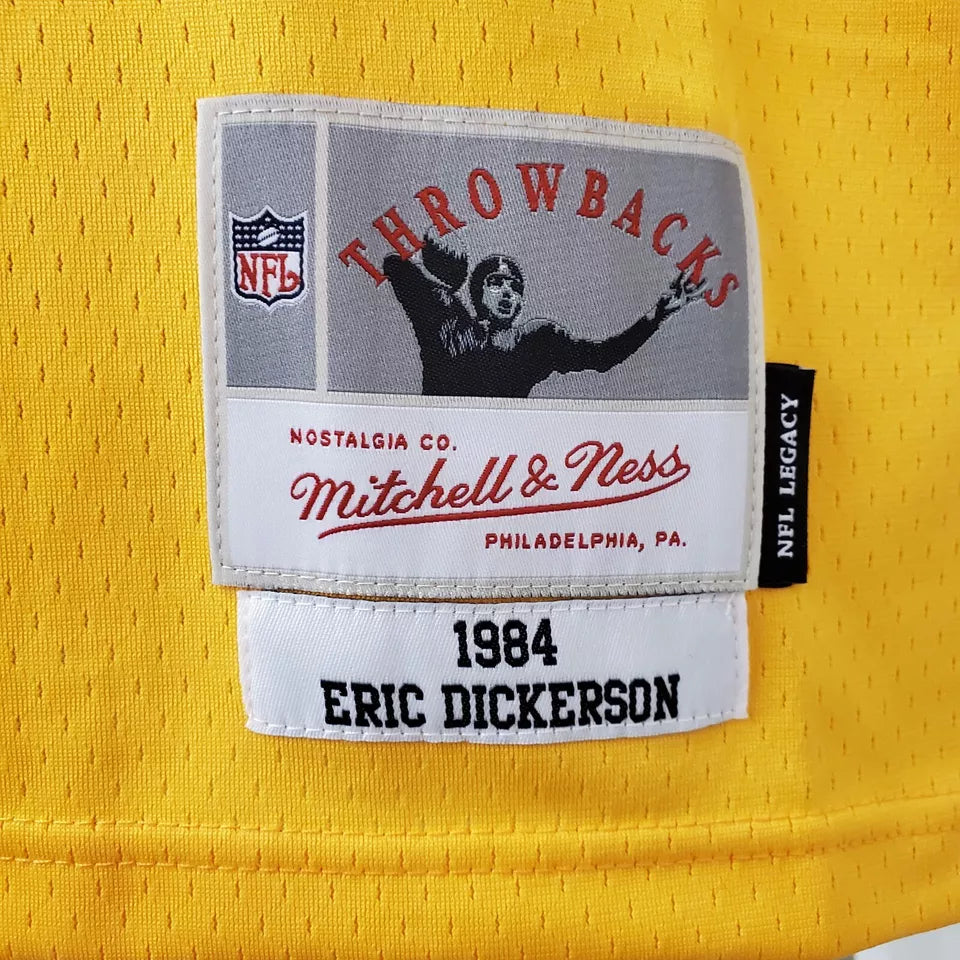 THROWBACKS
NFL
NOSTALGIA CO.
Mitchell & Ness
PHILADELPHIA, PA.
NFL LEGACY
1984
ERIC DICKERSON